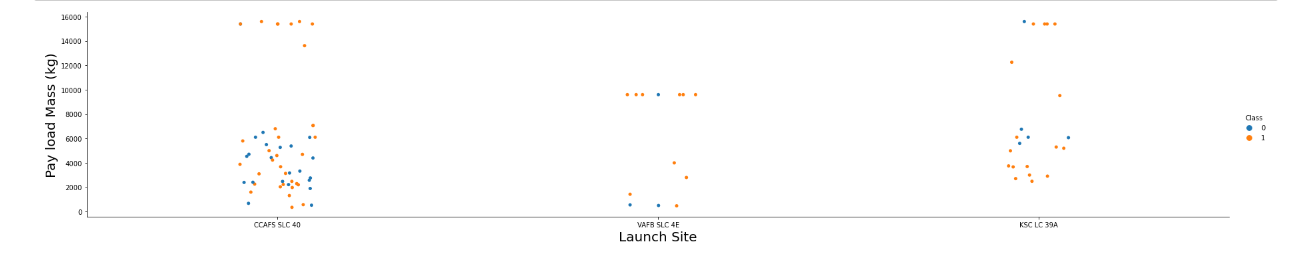 16000
14000
12000
10000
8000
6000
4000
2000
0
Pay load Mass (kg)
CCAFS SLC 40
VAFB SLC 4E
KSC LC 39A
Launch Site
Class
0
1